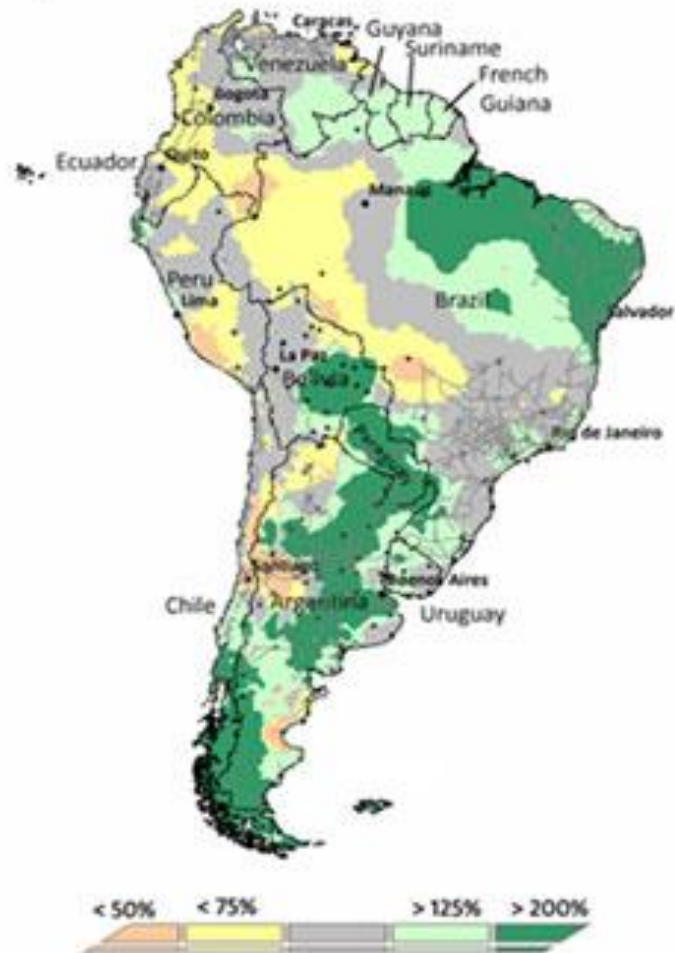 Caracas
Guyana
Suriname
Venezuela
French
Guiana
Bogota
Colombia
Ecuador
Quito
Manaus
Peru
Lima
Brazil
Salvador
La Paz
Bolivia
Rio de Janeiro
Paraguay
Santiago
Buenos Aires
Chile
Argentina
Uruguay
< 50%
< 75%
> 125%
> 200%